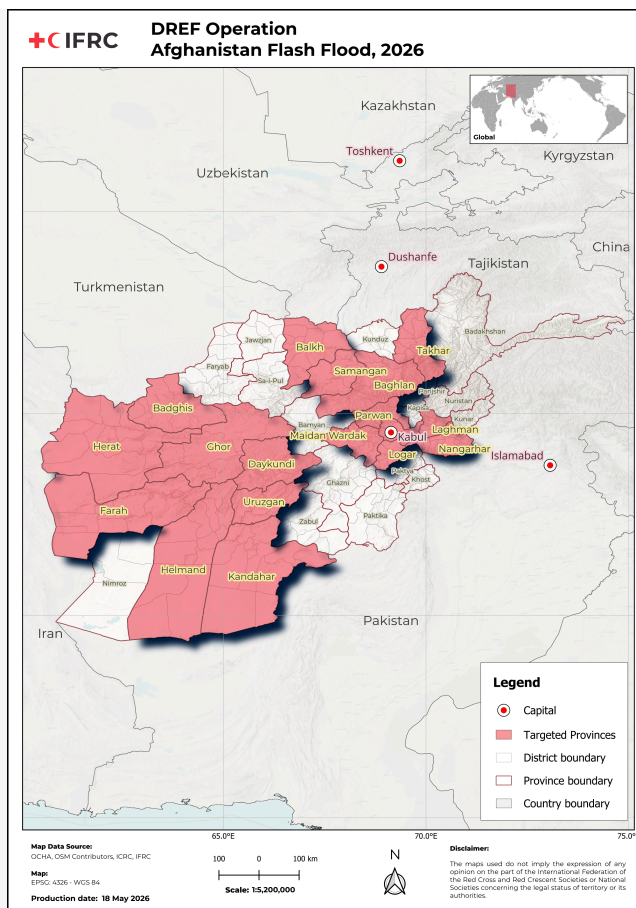 IFRC
DREF Operation
Afghanistan Flash Flood, 2026
Global
Kazakhstan
Toshkent
Kyrgyzstan
Uzbekistan
China
Dushanfe
Tajikistan
Turkmenistan
Badakhshan
Jawzjan
Kunduz
Balkh
Takhar
Faryab
Samangan
Sa-i-Pul
Baghlan
Panjshir
Nuristan
Badghis
Kapisa
Parwan
Kunar
Bamyan
Laghman
Maidan Wardak
Kabul
Herat
Ghor
Nangarhar
Logar
Islamabad
Daykundi
Paktya
Khost
Ghazni
Uruzgan
Farah
Paktika
Zabul
Helmand
Kandahar
Nimroz
Pakistan
Iran
Legend
Capital
Targeted Provinces
District boundary
Province boundary
Country boundary
65.0°E
70.0°E
75.0°
Map Data Source:
OCHA, OSM Contributors, ICRC, IFRC
Map:
EPSG: 4326 - WGS 84
Production date: 18 May 2026
100 0 100 km
Scale: 1:5,200,000
N
Disclaimer:
The maps used do not imply the expression of any
opinion on the part of the International Federation of
the Red Cross and Red Crescent Societies or National
Societies concerning the legal status of territory or its
authorities.